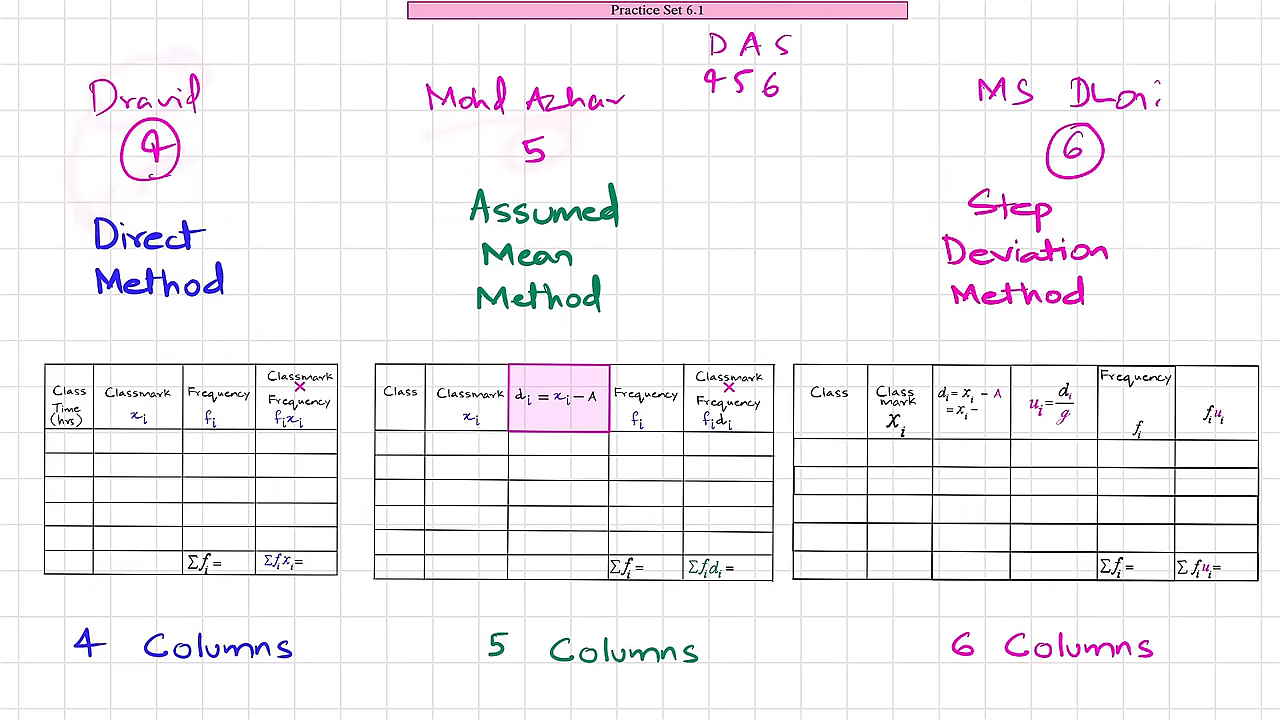 Practice Set 6.1
D A S
4 5 6
Dravid
4
Direct
Method
Mohd Azhar
5
Assumed
Mean
Method
MS Dhoni
6
Step
Deviation
Method
Class
Time
(hrs)
Classmark
xᵢ
Frequency
fᵢ
Classmark
×
Frequency
fᵢxᵢ
Σfᵢ=
Σfᵢxᵢ=
Class
Classmark
xᵢ
dᵢ = xᵢ − A
Frequency
fᵢ
Classmark
×
Frequency
fᵢdᵢ
Σfᵢ=
Σfᵢdᵢ=
Class
Class
mark
xᵢ
dᵢ= xᵢ - A
= xᵢ -
uᵢ= dᵢ/g
Frequency
fᵢ
fᵢuᵢ
Σfᵢ=
Σfᵢuᵢ=
4 Columns
5 Columns
6 Columns